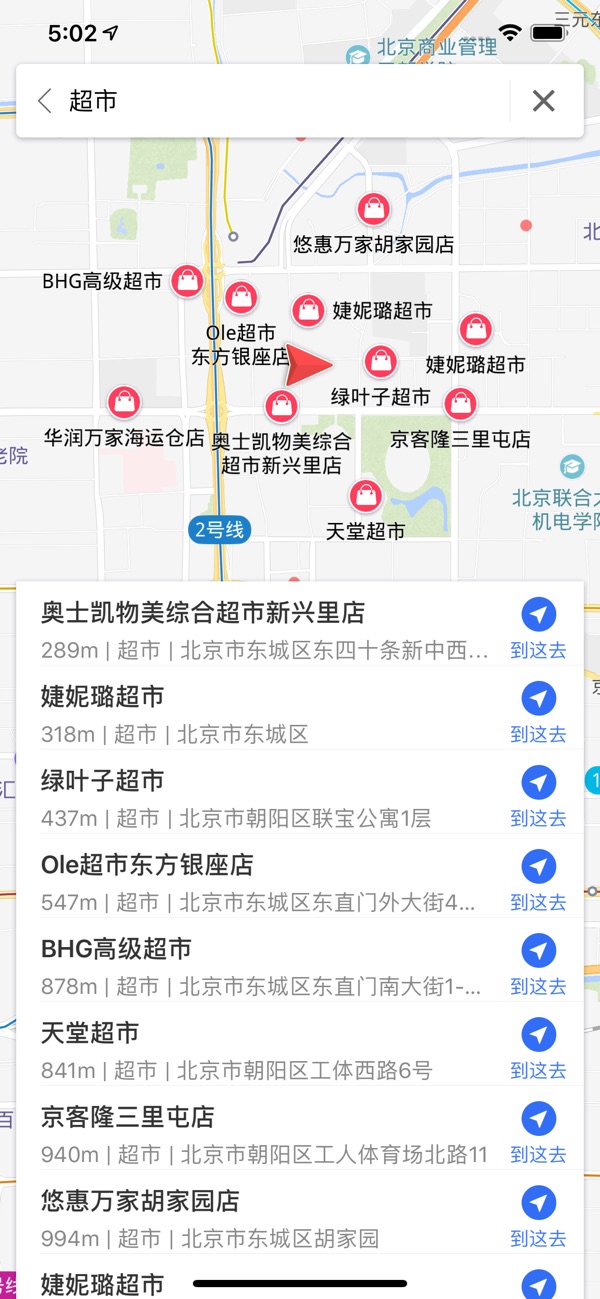 5:02
三元东
北京商业管理
超市
悠惠万家胡家园店
北
BHG高级超市
Ole超市
东方银座店
婕妮璐超市
婕妮璐超市
绿叶子超市
华润万家海运仓店
奥士凯物美综合
超市新兴里店
京客隆三里屯店
老院
北京联合大
机电学院
2号线
天堂超市
奥士凯物美综合超市新兴里店
289m | 超市 | 北京市东城区东四十条新中西...
到这去
婕妮璐超市
318m | 超市 | 北京市东城区
到这去
绿叶子超市
437m | 超市 | 北京市朝阳区联宝公寓1层
到这去
Ole超市东方银座店
547m | 超市 | 北京市东城区东直门外大街4...
到这去
BHG高级超市
878m | 超市 | 北京市东城区东直门南大街1-...
到这去
天堂超市
841m | 超市 | 北京市朝阳区工体西路6号
到这去
京客隆三里屯店
940m | 超市 | 北京市朝阳区工人体育场北路11
到这去
百
悠惠万家胡家园店
994m | 超市 | 北京市东城区胡家园
到这去
号线
婕妮璐超市